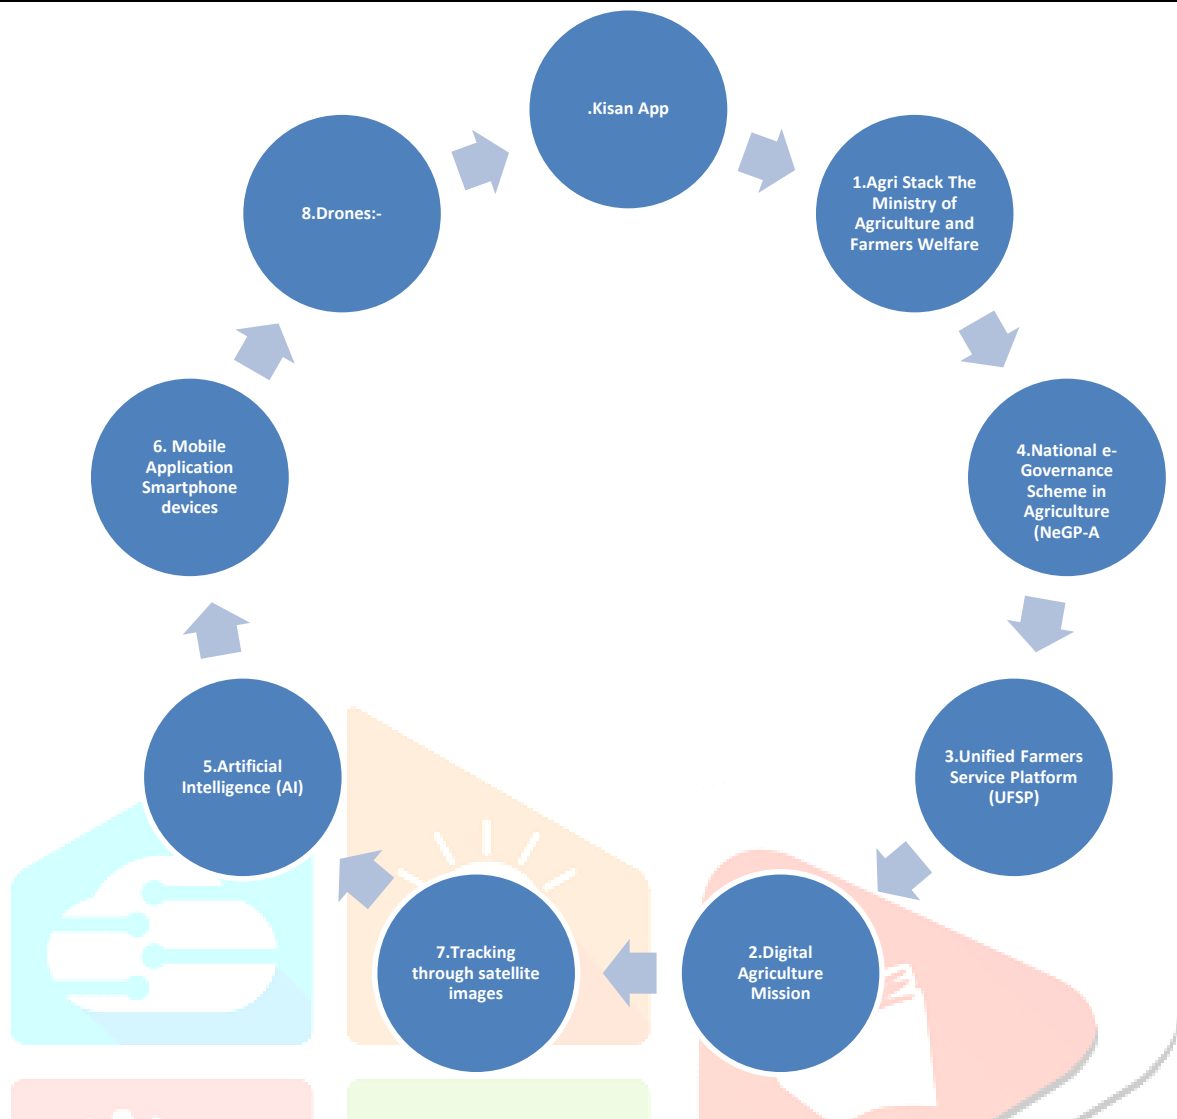 .Kisan App
1.Agri Stack The
Ministry of
Agriculture and
Farmers Welfare
4.National e-
Governance
Scheme in
Agriculture
(NeGP-A
3.Unified Farmers
Service Platform
(UFSP)
2.Digital
Agriculture
Mission
7.Tracking
through satellite
images
5.Artificial
Intelligence (AI)
6. Mobile
Application
Smartphone
devices
8.Drones:-